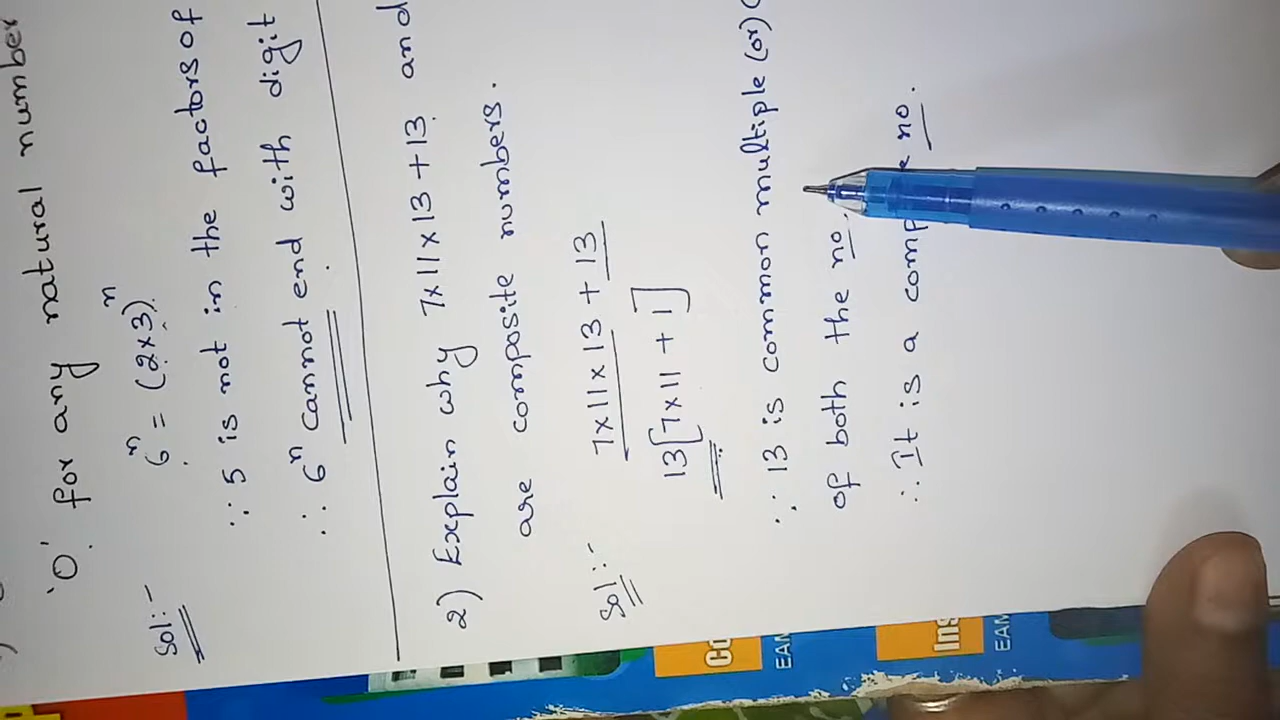 '0' for any natural number
Sol:- 6ⁿ = (2×3)ⁿ
∵ 5 is not in the factors of
∴ 6ⁿ cannot end with digit
2) Explain why 7×11×13+13 and
are composite numbers.
Sol:- 7×11×13 + 13
13[7×11 + 1]
∴ 13 is common multiple (or)
of both the no.
∴ It is a no.
EAM
EAM